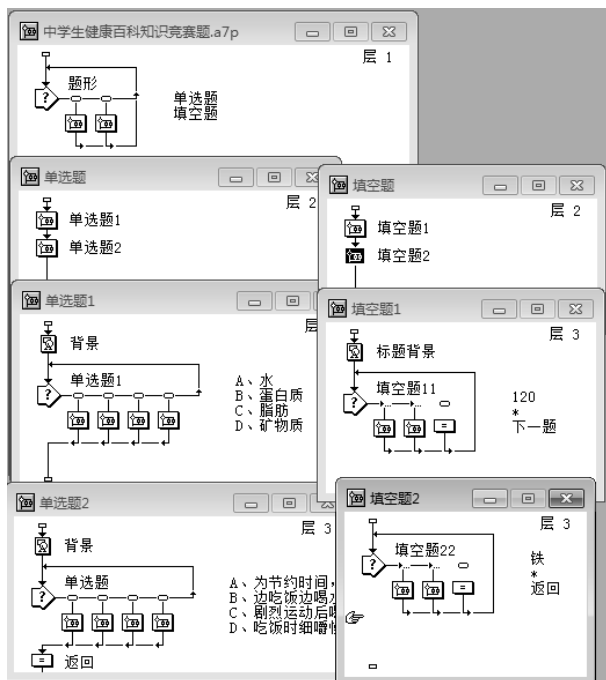 中学生健康百科知识竞赛题.a7p
层 1
题形
单选题
填空题
单选题
层 2
单选题1
单选题2
填空题
层 2
填空题1
填空题2
单选题1
层
背景
单选题1
A、水
B、蛋白质
C、脂肪
D、矿物质
填空题1
层 3
标题背景
填空题11
120
*
下一题
单选题2
层 3
背景
单选题
A、为节约时间,
B、边吃饭边喝
C、剧烈运动后
D、吃饭时细嚼
返回
填空题2
层 3
填空题22
铁
*
返回